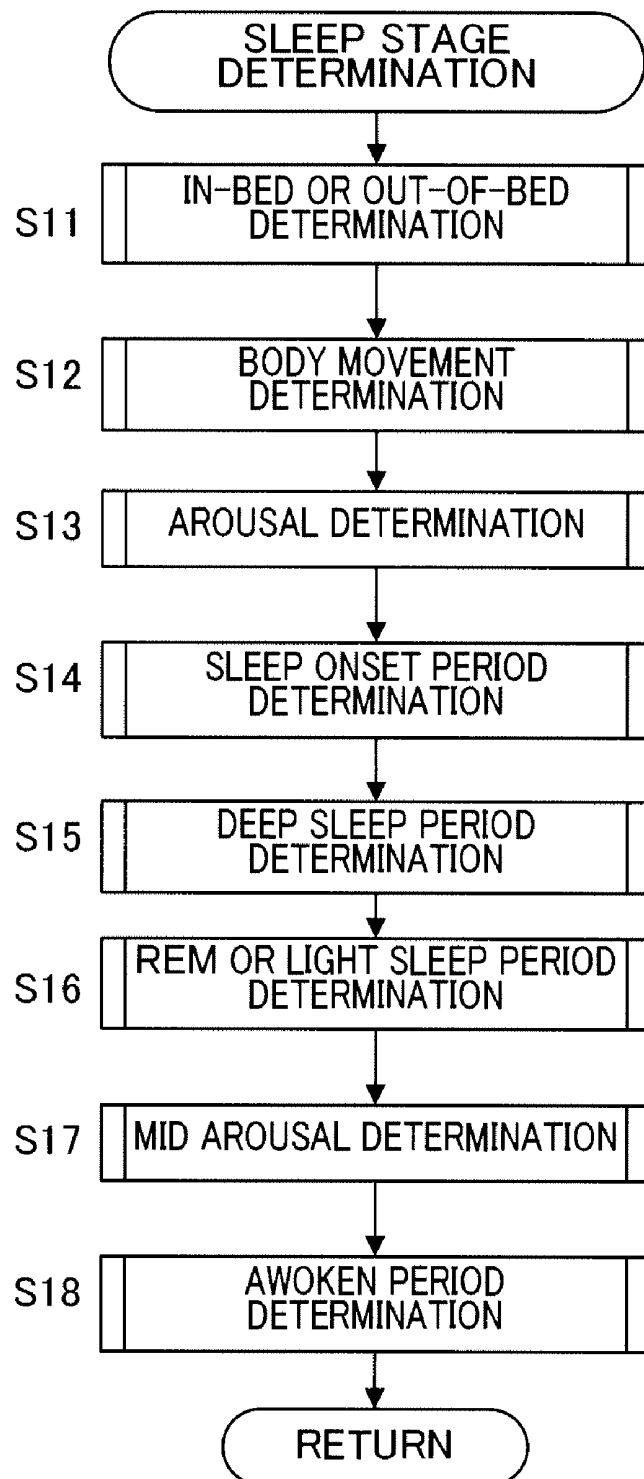 SLEEP STAGE
DETERMINATION
S11
IN-BED OR OUT-OF-BED
DETERMINATION
S12
BODY MOVEMENT
DETERMINATION
S13
AROUSAL DETERMINATION
S14
SLEEP ONSET PERIOD
DETERMINATION
S15
DEEP SLEEP PERIOD
DETERMINATION
S16
REM OR LIGHT SLEEP PERIOD
DETERMINATION
S17
MID AROUSAL DETERMINATION
S18
AWOKEN PERIOD
DETERMINATION
RETURN